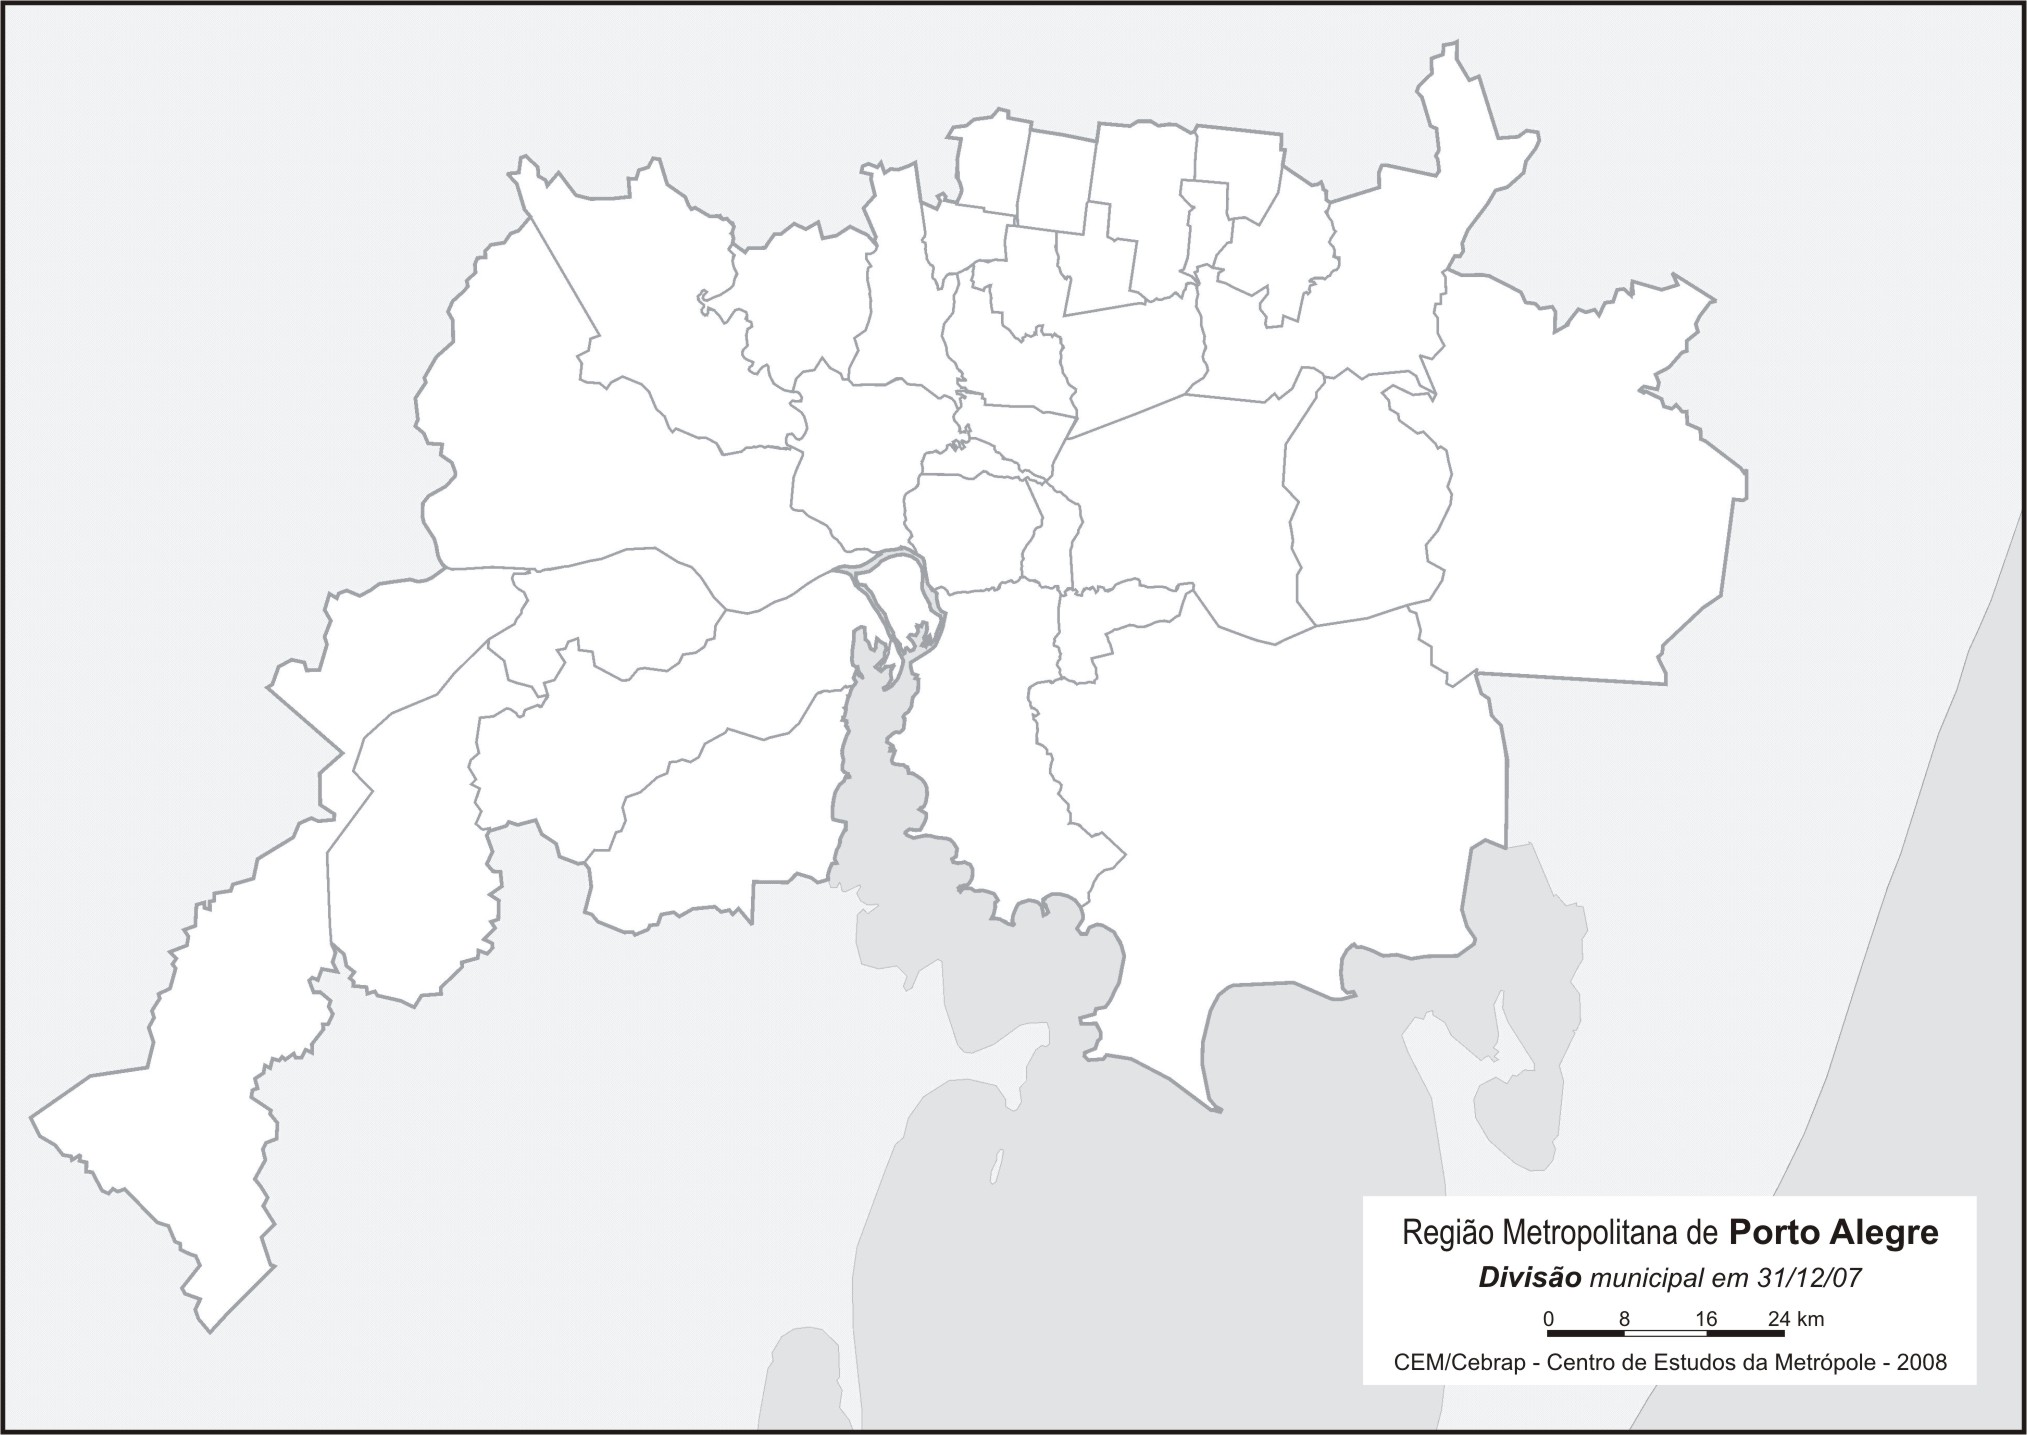 Região Metropolitana de Porto Alegre
Divisão municipal em 31/12/07
0 8 16 24 km
CEM/Cebrap - Centro de Estudos da Metrópole - 2008